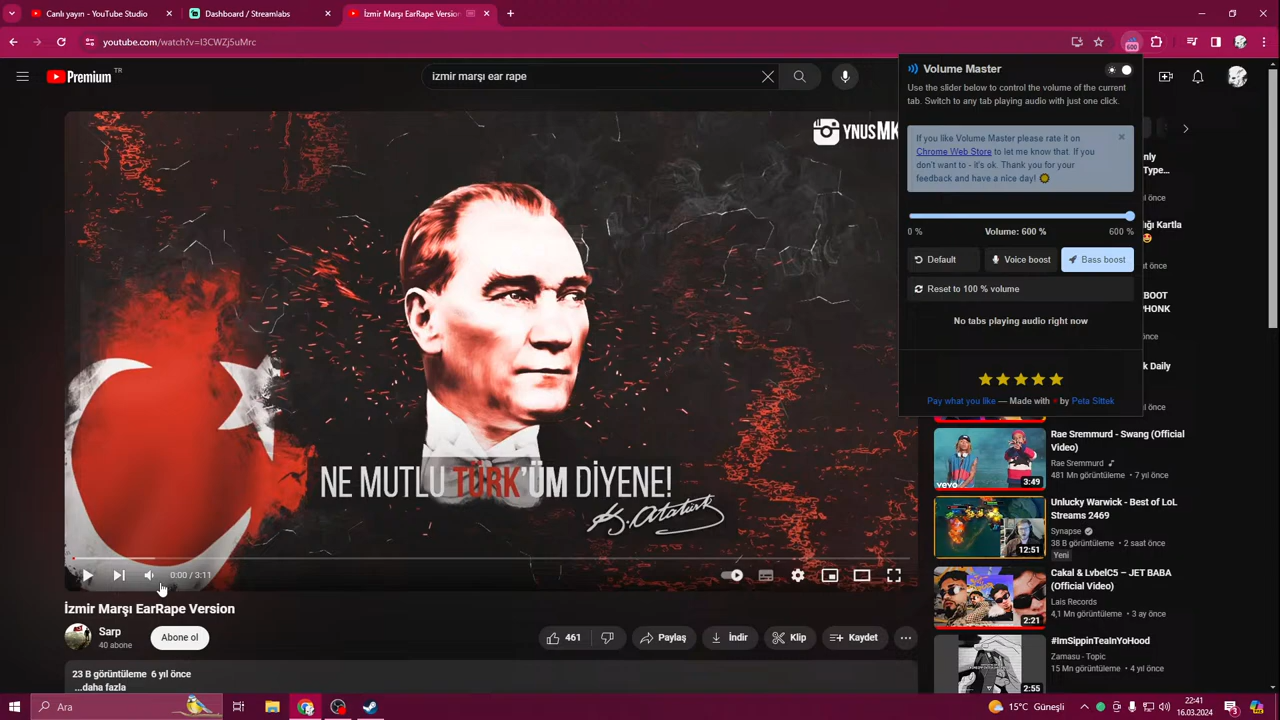 Canlı yayın - YouTube Studio
Dashboard / Streamlabs
İzmir Marşı EarRape Version
youtube.com/watch?v=I3CWZj5uMrc
600
Premium TR
izmir marşı ear rape
YNUSMK
NE MUTLU TÜRK'ÜM DİYENE!
K. Atatürk
0:00 / 3:11
İzmir Marşı EarRape Version
Sarp
40 abone
Abone ol
461
Paylaş
İndir
Klip
Kaydet
23 B görüntüleme 6 yıl önce
...daha fazla
Volume Master
Use the slider below to control the volume of the current
tab. Switch to any tab playing audio with just one click.
If you like Volume Master please rate it on
Chrome Web Store to let me know that. If you
don't want to - it's ok. Thank you for your
feedback and have a nice day!
0 %
Volume: 600 %
600 %
Default
Voice boost
Bass boost
Reset to 100 % volume
No tabs playing audio right now
Pay what you like — Made with ♥ by Peta Sittek
Rae Sremmurd - Swang (Official
Video)
Rae Sremmurd
481 Mn görüntüleme • 7 yıl önce
vevo
3:49
Unlucky Warwick - Best of LoL
Streams 2469
Synapse
38 B görüntüleme • 2 saat önce
Yeni
12:51
Cakal & LvbelC5 – JET BABA
(Official Video)
Lais Records
4,1 Mn görüntüleme • 3 ay önce
2:21
#ImSippinTeaInYoHood
Zamasu - Topic
15 Mn görüntüleme • 4 yıl önce
2:55
Ara
15°C Güneşli
22:41
16.03.2024
3